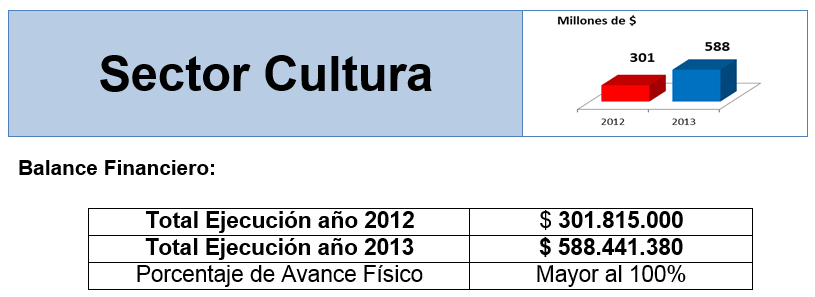 Sector Cultura
Millones de $
301
588
2012
2013
Balance Financiero:
Total Ejecución año 2012 $ 301.815.000
Total Ejecución año 2013 $ 588.441.380
Porcentaje de Avance Físico Mayor al 100%